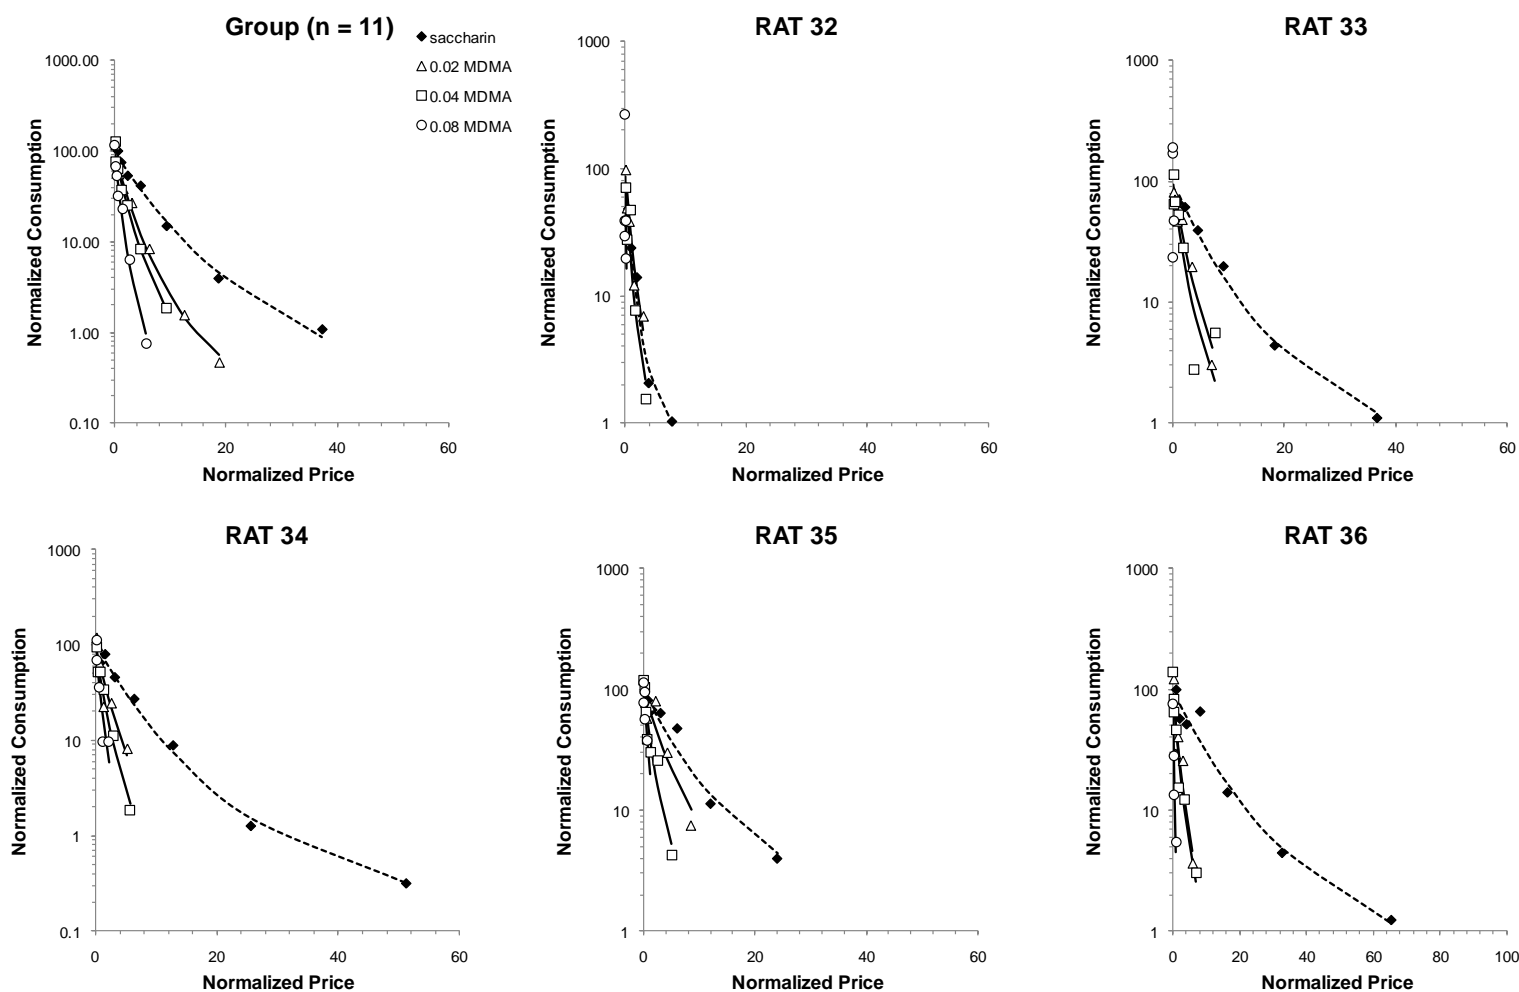 Group (n = 11)
saccharin
0.02 MDMA
0.04 MDMA
0.08 MDMA
1000.00
100.00
10.00
1.00
0.10
0
20
40
60
Normalized Consumption
Normalized Price
RAT 32
1000
100
10
1
0
20
40
60
Normalized Consumption
Normalized Price
RAT 33
1000
100
10
1
0
20
40
60
Normalized Consumption
Normalized Price
RAT 34
1000
100
10
1
0.1
0
20
40
60
Normalized Consumption
Normalized Price
RAT 35
1000
100
10
1
0
20
40
60
Normalized Consumption
Normalized Price
RAT 36
1000
100
10
1
0
20
40
60
80
100
Normalized Consumption
Normalized Price